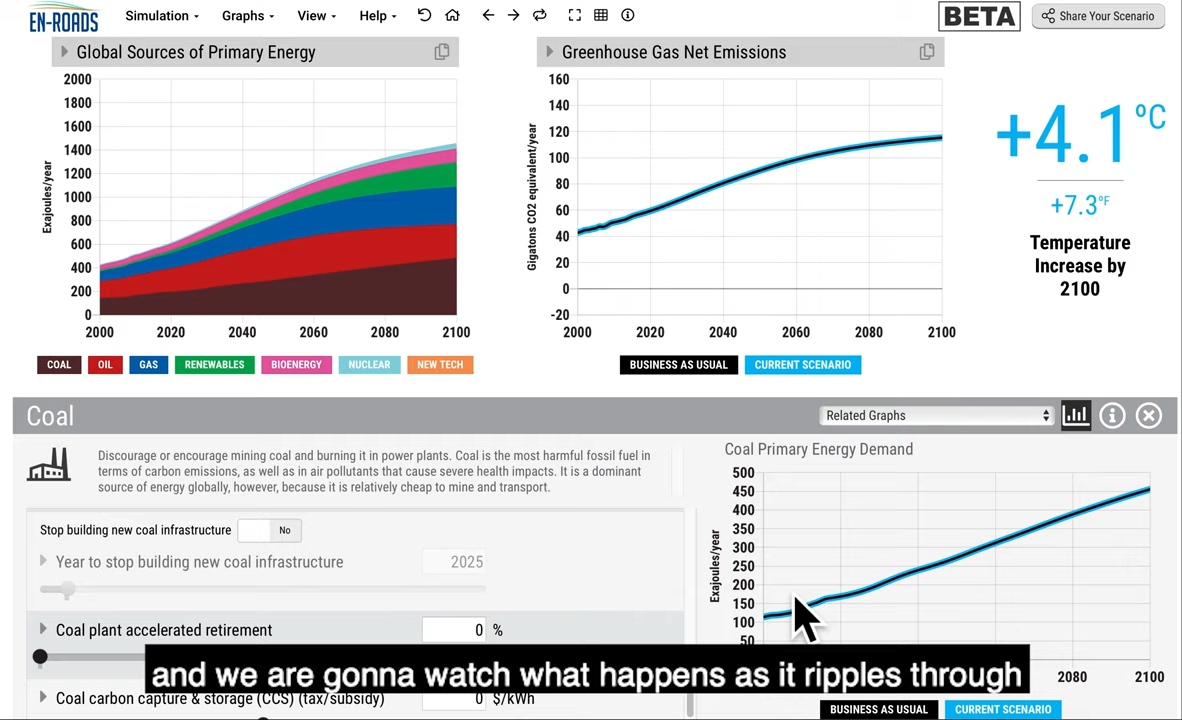 EN-ROADS
Simulation Graphs View Help
BETA
Share Your Scenario
Global Sources of Primary Energy
Exajoules/year
2000
1800
1600
1400
1200
1000
800
600
400
200
0
2000 2020 2040 2060 2080 2100
COAL OIL GAS RENEWABLES BIOENERGY NUCLEAR NEW TECH
Greenhouse Gas Net Emissions
Gigatons CO2 equivalent/year
160
140
120
100
80
60
40
20
0
-20
2000 2020 2040 2060 2080 2100
BUSINESS AS USUAL CURRENT SCENARIO
+4.1ºC
+7.3°F
Temperature
Increase by
2100
Coal
Related Graphs
Discourage or encourage mining coal and burning it in power plants. Coal is the most harmful fossil fuel in
terms of carbon emissions, as well as in air pollutants that cause severe health impacts. It is a dominant
source of energy globally, however, because it is relatively cheap to mine and transport.
Stop building new coal infrastructure No
Year to stop building new coal infrastructure 2025
Coal plant accelerated retirement 0 %
Coal carbon capture & storage (CCS) (tax/subsidy) 0 $/kWh
Coal Primary Energy Demand
Exajoules/year
500
450
400
350
300
250
200
150
100
50
2080 2100
BUSINESS AS USUAL CURRENT SCENARIO
and we are gonna watch what happens as it ripples through